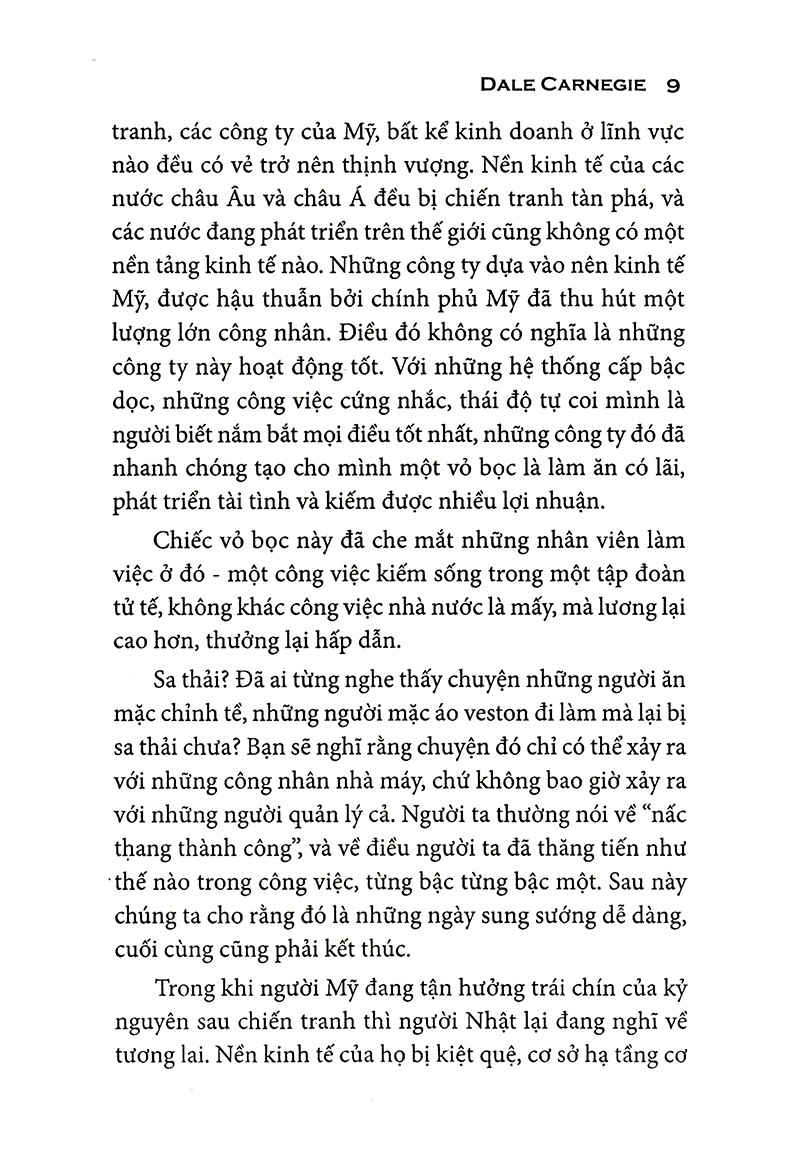 DALE CARNEGIE 9
tranh, các công ty của Mỹ, bất kể kinh doanh ở lĩnh vực
nào đều có vẻ trở nên thịnh vượng. Nền kinh tế của các
nước châu Âu và châu Á đều bị chiến tranh tàn phá, và
các nước đang phát triển trên thế giới cũng không có một
nền tảng kinh tế nào. Những công ty dựa vào nên kinh tế
Mỹ, được hậu thuẫn bởi chính phủ Mỹ đã thu hút một
lượng lớn công nhân. Điều đó không có nghĩa là những
công ty này hoạt động tốt. Với những hệ thống cấp bậc
dọc, những công việc cứng nhắc, thái độ tự coi mình là
người biết nắm bắt mọi điều tốt nhất, những công ty đó đã
nhanh chóng tạo cho mình một vỏ bọc là làm ăn có lãi,
phát triển tài tình và kiếm được nhiều lợi nhuận.
Chiếc vỏ bọc này đã che mắt những nhân viên làm
việc ở đó - một công việc kiếm sống trong một tập đoàn
tử tế, không khác công việc nhà nước là mấy, mà lương lại
cao hơn, thưởng lại hấp dẫn.
Sa thải? Đã ai từng nghe thấy chuyện những người ăn
mặc chỉnh tề, những người mặc áo veston đi làm mà lại bị
sa thải chưa? Bạn sẽ nghĩ rằng chuyện đó chỉ có thể xảy ra
với những công nhân nhà máy, chứ không bao giờ xảy ra
với những người quản lý cả. Người ta thường nói về “nấc
thang thành công”, và về điều người ta đã thăng tiến như
thế nào trong công việc, từng bậc từng bậc một. Sau này
chúng ta cho rằng đó là những ngày sung sướng dễ dàng,
cuối cùng cũng phải kết thúc.
Trong khi người Mỹ đang tận hưởng trái chín của kỷ
nguyên sau chiến tranh thì người Nhật lại đang nghĩ về
tương lai. Nền kinh tế của họ bị kiệt quệ, cơ sở hạ tầng cơ